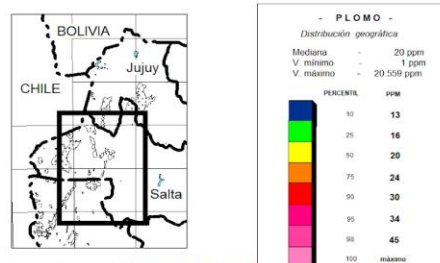 BOLIVIA
Jujuy
CHILE
Salta
- PLOMO -
Distribución geográfica
Mediana - 20 ppm
V. mínimo - 1 ppm
V. máximo - 20.559 ppm
PERCENTIL PPM
10 13
25 16
50 20
75 24
90 30
95 34
98 45
100 máximo